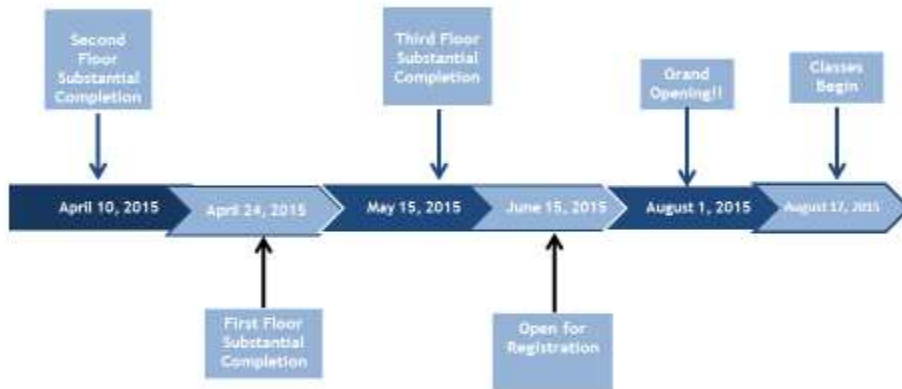 Second
Floor
Substantial
Completion
Third Floor
Substantial
Completion
Grand
Opening!!
Classes
Begin
April 10, 2015
April 24, 2015
May 15, 2015
June 15, 2015
August 1, 2015
August 17, 2015
First Floor
Substantial
Completion
Open for
Registration